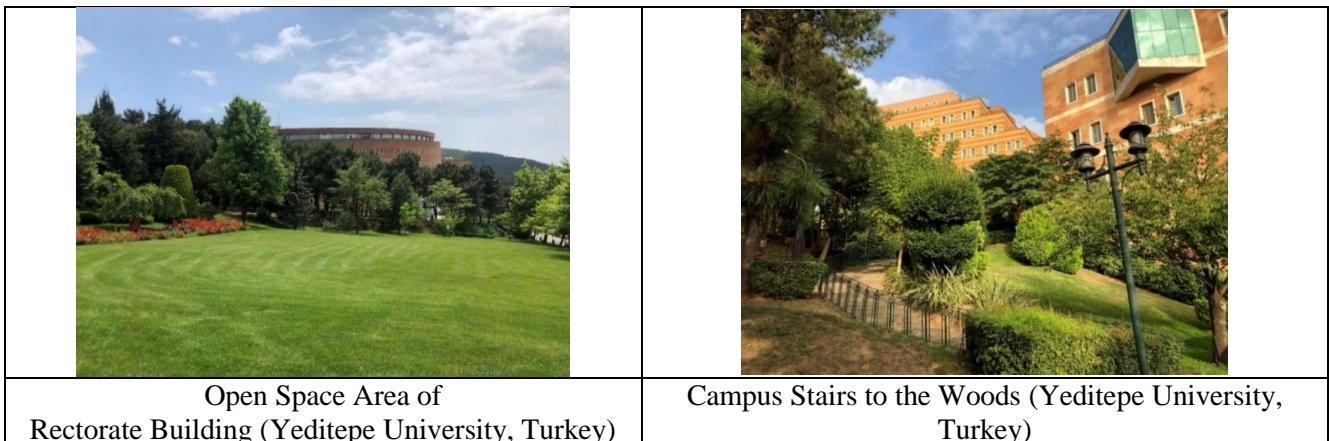 Open Space Area of
Rectorate Building (Yeditepe University, Turkey)
Campus Stairs to the Woods (Yeditepe University,
Turkey)